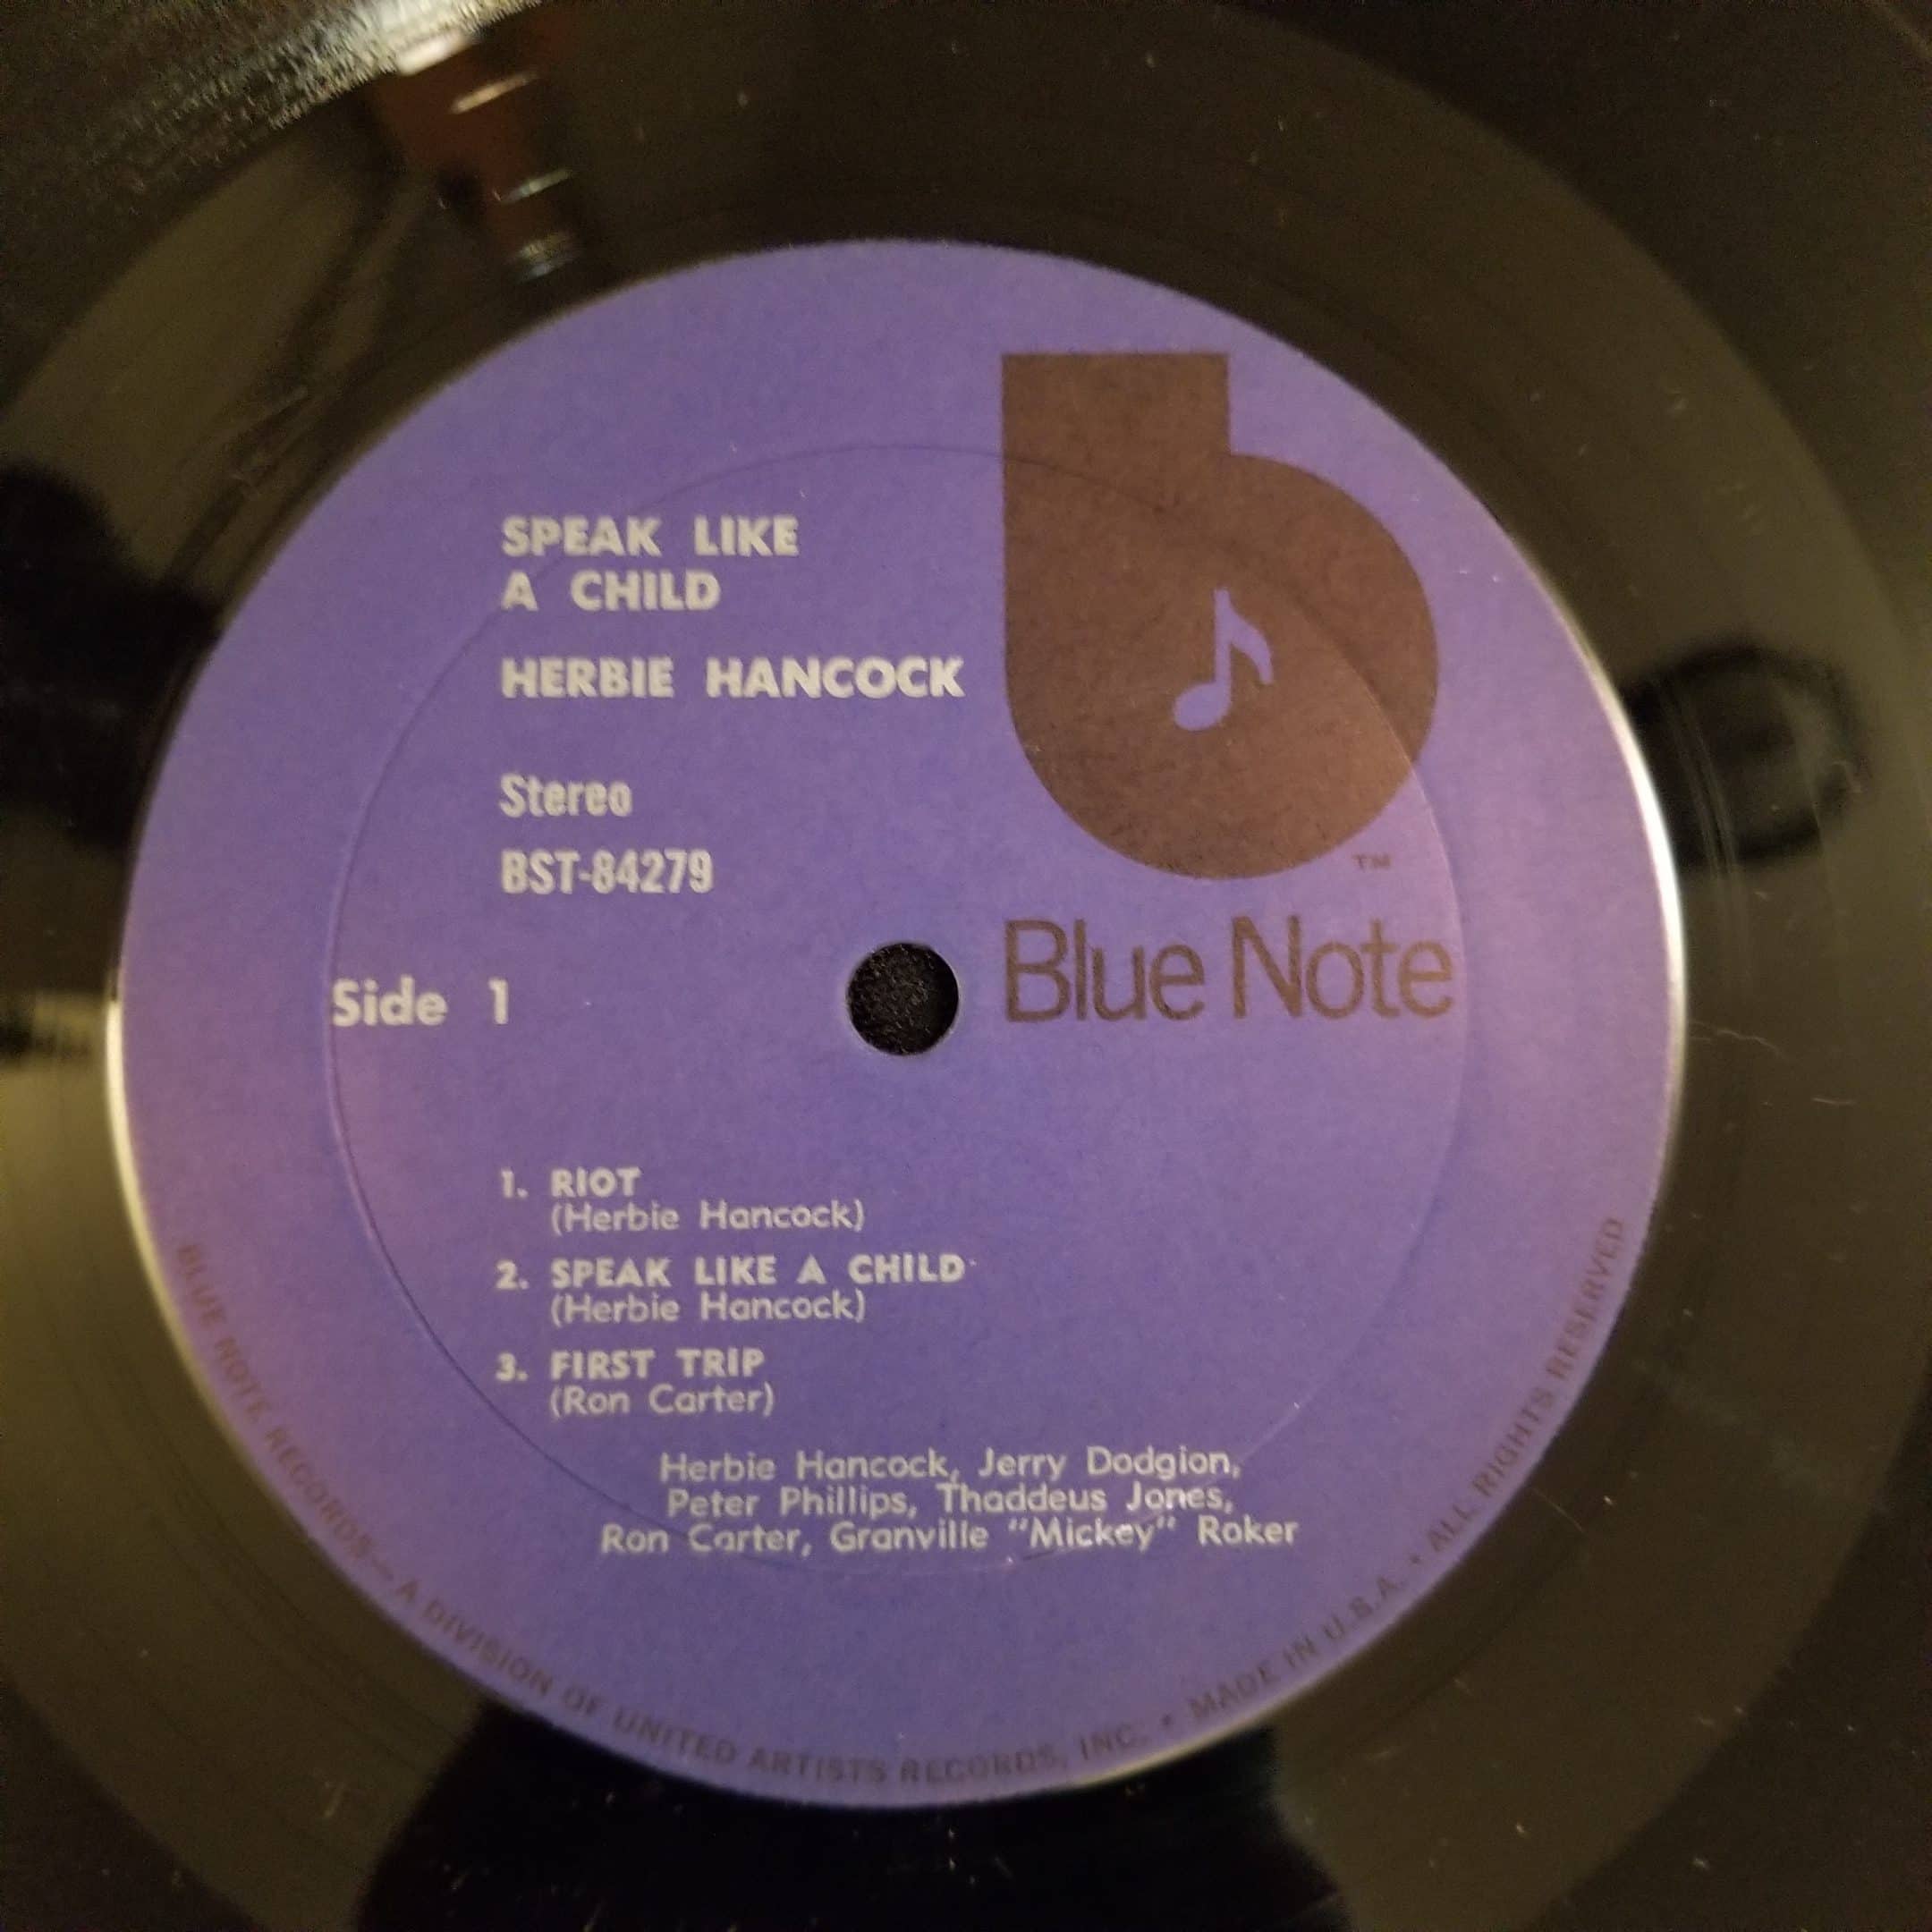 SPEAK LIKE
A CHILD
HERBIE HANCOCK
Stereo
BST-84279
Side 1
TM
Blue Note
1. RIOT
(Herbie Hancock)
2. SPEAK LIKE A CHILD
(Herbie Hancock)
3. FIRST TRIP
(Ron Carter)
Herbie Hancock, Jerry Dodgion,
Peter Phillips, Thaddeus Jones,
Ron Carter, Granville "Mickey" Roker
BLUE NOTE RECORDS—A DIVISION OF UNITED ARTISTS RECORDS, INC. • MADE IN U.S.A. • ALL RIGHTS RESERVED